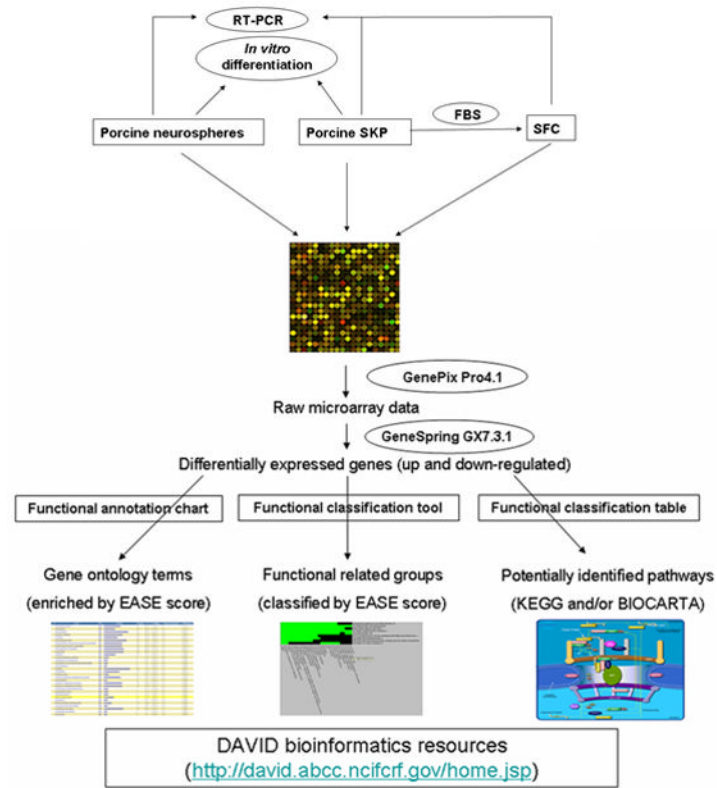 RT-PCR
In vitro
differentiation
Porcine neurospheres
Porcine SKP
FBS
SFC
GenePix Pro4.1
Raw microarray data
GeneSpring GX7.3.1
Differentially expressed genes (up and down-regulated)
Functional annotation chart
Functional classification tool
Functional classification table
Gene ontology terms
(enriched by EASE score)
Functional related groups
(classified by EASE score)
Potentially identified pathways
(KEGG and/or BIOCARTA)
DAVID bioinformatics resources
(http://david.abcc.ncifcrf.gov/home.jsp)